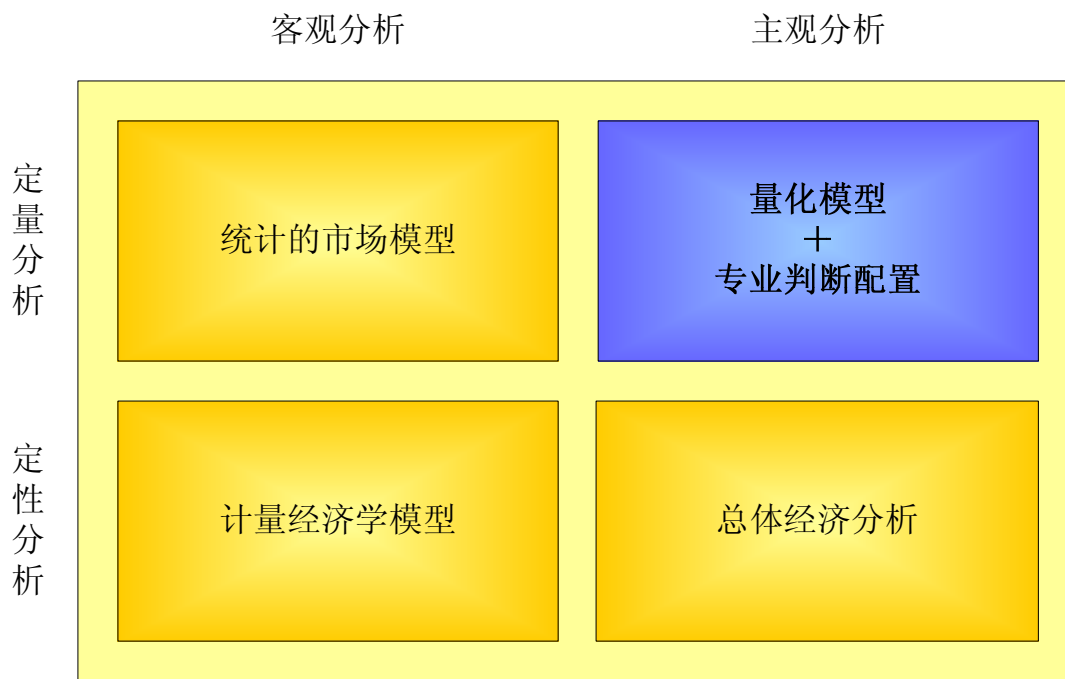 客观分析
主观分析
定量分析
统计的市场模型
量化模型
＋
专业判断配置
定性分析
计量经济学模型
总体经济分析